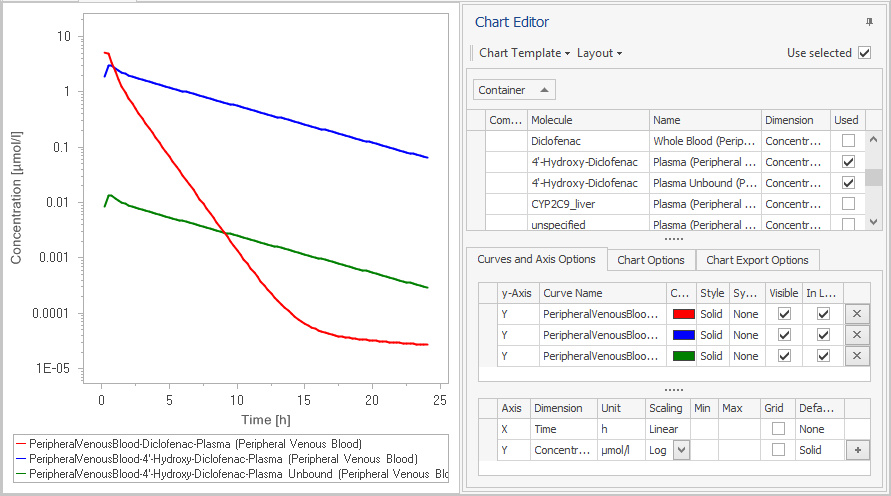 10
1
0.1
0.01
0.001
0.0001
1E-05
Concentration [µmol/l]
0 5 10 15 20 25
Time [h]
PeripheralVenousBlood-Diclofenac-Plasma (Peripheral Venous Blood)
PeripheralVenousBlood-4'-Hydroxy-Diclofenac-Plasma (Peripheral Venous Blood)
PeripheralVenousBlood-4'-Hydroxy-Diclofenac-Plasma Unbound (Peripheral Venous Blo
Chart Editor
Chart Template Layout Use selected
Container
Com... Molecule Name Dimension Used
Diclofenac Whole Blood (Perip... Concentr...
4'-Hydroxy-Diclofenac Plasma (Peripheral ... Concentr...
4'-Hydroxy-Diclofenac Plasma Unbound (P... Concentr...
CYP2C9_liver Plasma (Peripheral ... Concentr...
unspecified Plasma (Peripheral ... Concentr...
Curves and Axis Options Chart Options Chart Export Options
y-Axis Curve Name C... Style Sy... Visible In L...
Y PeripheralVenousBloo... Solid None
Y PeripheralVenousBloo... Solid None
Y PeripheralVenousBloo... Solid None
Axis Dimension Unit Scaling Min Max Grid Defa...
X Time h Linear None
Y Concentr... µmol/l Log Solid +